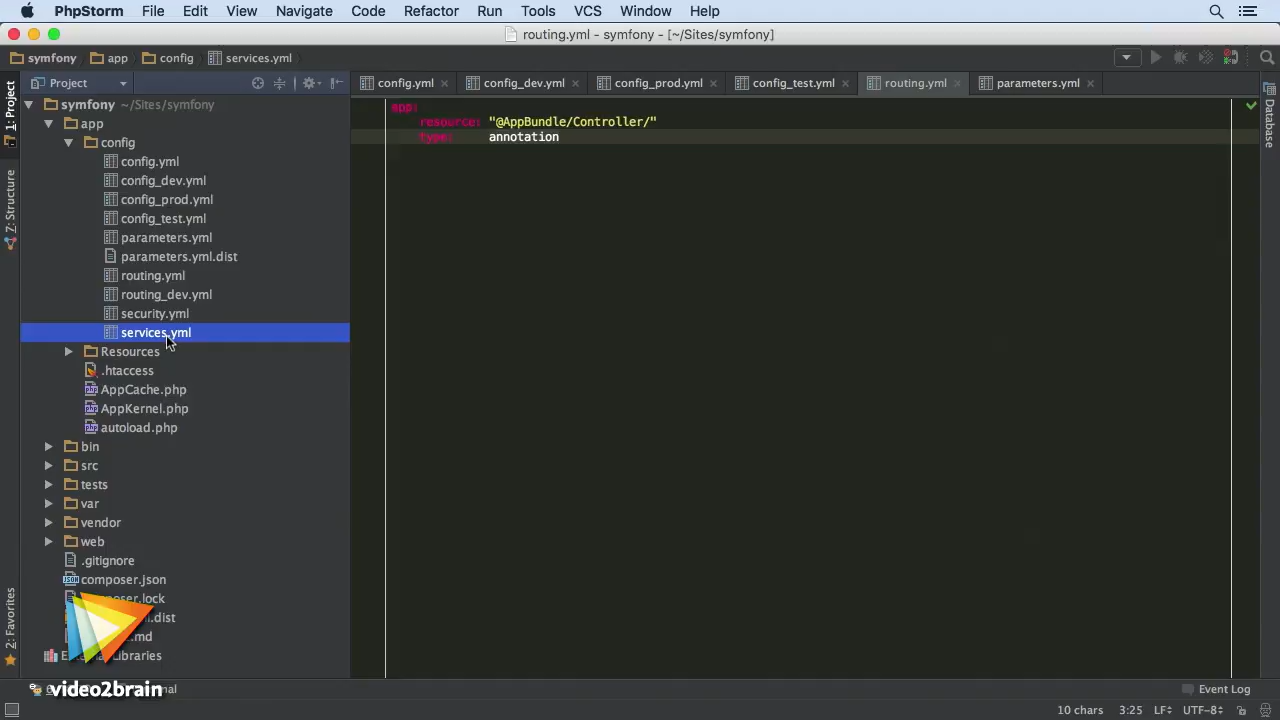 PhpStorm File Edit View Navigate Code Refactor Run Tools VCS Window Help
routing.yml - symfony - [~/Sites/symfony]
symfony app config services.yml
1: Project
Z: Structure
2: Favorites
Project
symfony ~/Sites/symfony
app
config
config.yml
config_dev.yml
config_prod.yml
config_test.yml
parameters.yml
parameters.yml.dist
routing.yml
routing_dev.yml
security.yml
services.yml
Resources
.htaccess
AppCache.php
AppKernel.php
autoload.php
bin
src
tests
var
vendor
web
.gitignore
composer.json
ser.lock
dist
Libraries
video2brain
config.yml config_dev.yml config_prod.yml config_test.yml routing.yml parameters.yml
app:
resource: "@AppBundle/Controller/"
type: annotation
Database
Event Log
10 chars 3:25 LF UTF-8